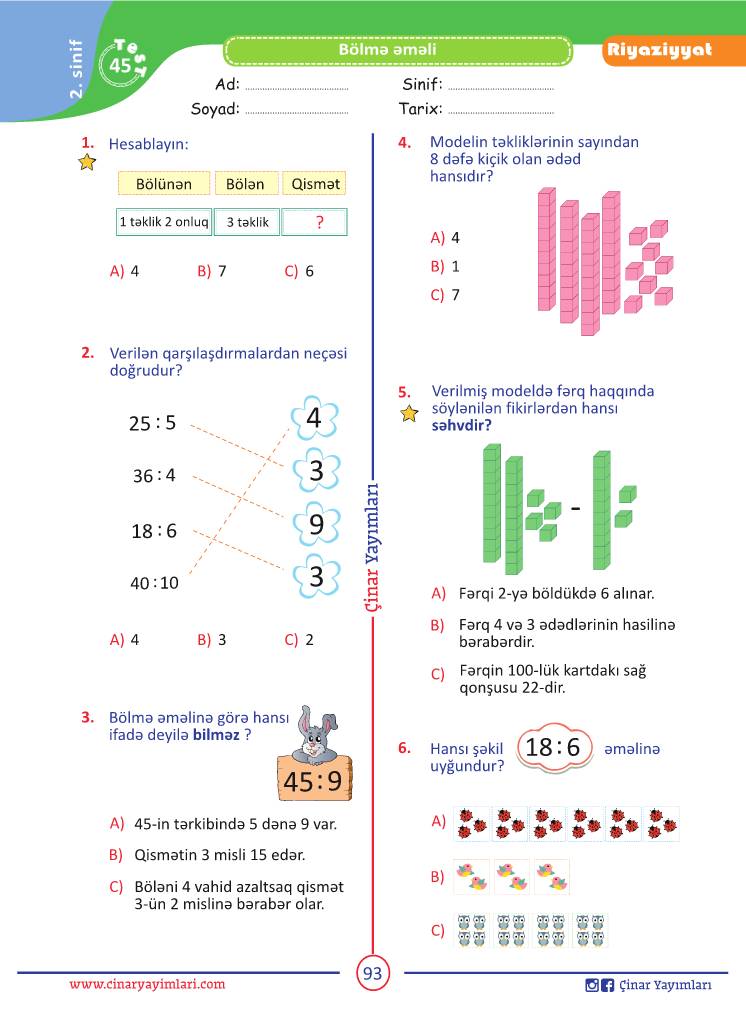 2. sinif
Test
45
Bölmə əməli
Riyaziyyat
Ad: ........................................
Sinif: ........................................
Soyad: ........................................
Tarix: ........................................
1. Hesablayın:
Bölünən Bölən Qismət
1 təklik 2 onluq 3 təklik ?
A) 4 B) 7 C) 6
2. Verilən qarşılaşdırmalardan neçəsi
doğrudur?
25 : 5 4
36 : 4 3
18 : 6 9
40 : 10 3
A) 4 B) 3 C) 2
3. Bölmə əməlinə görə hansı
ifadə deyilə bilməz ?
45:9
A) 45-in tərkibində 5 dənə 9 var.
B) Qismətin 3 misli 15 edər.
C) Böləni 4 vahid azaltsaq qismət
3-ün 2 mislinə bərabər olar.
Çinar Yayımları
4. Modelin təkliklərinin sayından
8 dəfə kiçik olan ədəd
hansıdır?
A) 4
B) 1
C) 7
5. Verilmiş modeldə fərq haqqında
söylənilən fikirlərdən hansı
səhvdir?
-
A) Fərqi 2-yə böldükdə 6 alınar.
B) Fərq 4 və 3 ədədlərinin hasilinə
bərabərdir.
C) Fərqin 100-lük kartdakı sağ
qonşusu 22-dir.
6. Hansı şəkil 18:6 əməlinə
uyğundur?
A)
B)
C)
www.cinaryayimlari.com
93
Çinar Yayımları